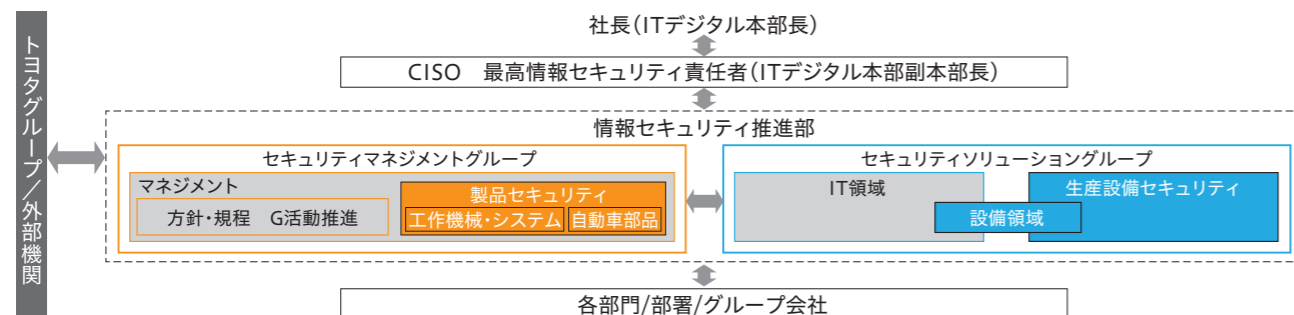 トヨタグループ／外部機関
社長（ITデジタル本部長）
CISO　最高情報セキュリティ責任者（ITデジタル本部副本部長）
情報セキュリティ推進部
セキュリティマネジメントグループ
マネジメント
方針・規程　G活動推進
製品セキュリティ
工作機械・システム
自動車部品
セキュリティソリューショングループ
IT領域
生産設備セキュリティ
設備領域
各部門/部署/グループ会社